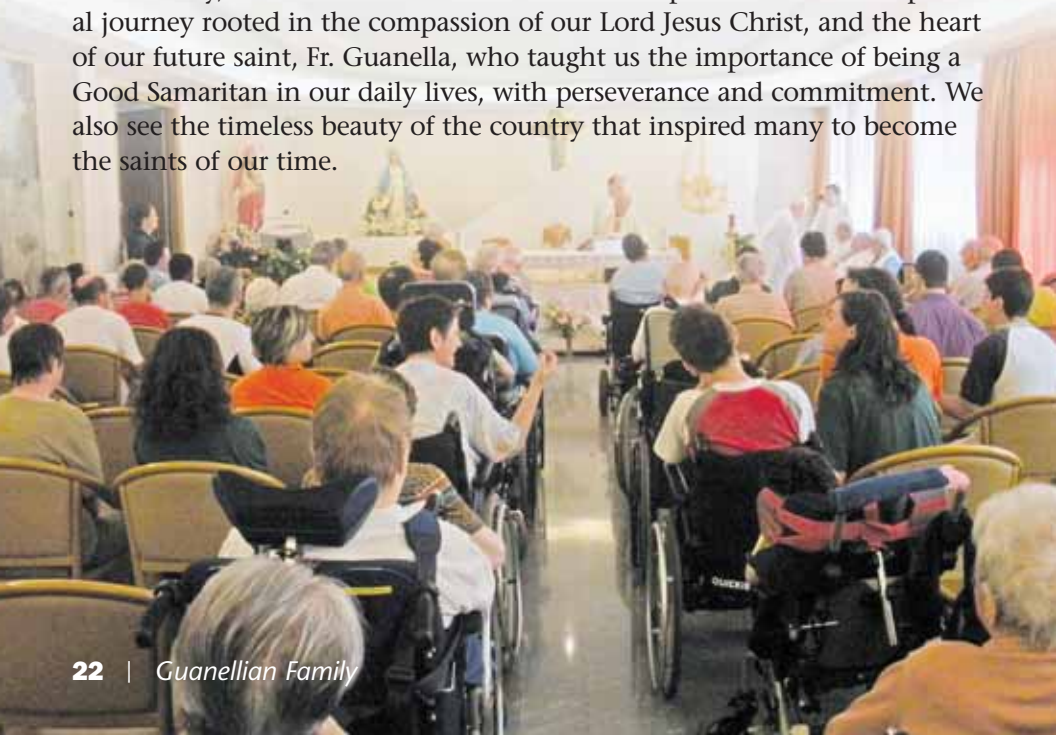 al journey rooted in the compassion of our Lord Jesus Christ, and the heart
of our future saint, Fr. Guanella, who taught us the importance of being a
Good Samaritan in our daily lives, with perseverance and commitment. We
also see the timeless beauty of the country that inspired many to become
the saints of our time.
QUICKIE
22 | Guanellian Family